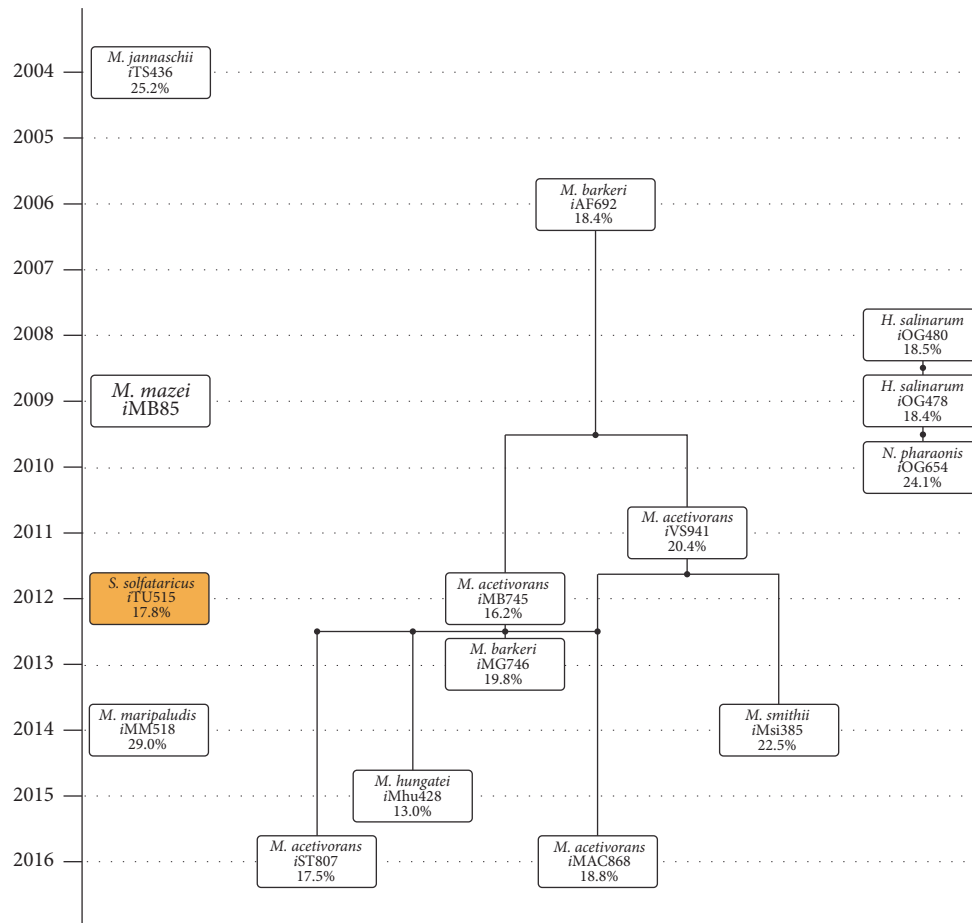 2004
M. jannaschii
iTS436
25.2%
2005
2006
M. barkeri
iAF692
18.4%
2007
2008
H. salinarum
iOG480
18.5%
2009
M. mazei
iMB85
H. salinarum
iOG478
18.4%
2010
N. pharaonis
iOG654
24.1%
2011
M. acetivorans
iVS941
20.4%
2012
S. solfataricus
iTU515
17.8%
M. acetivorans
iMB745
16.2%
2013
M. barkeri
iMG746
19.8%
2014
M. maripaludis
iMM518
29.0%
M. smithii
iMsi385
22.5%
2015
M. hungatei
iMhu428
13.0%
2016
M. acetivorans
iST807
17.5%
M. acetivorans
iMAC868
18.8%